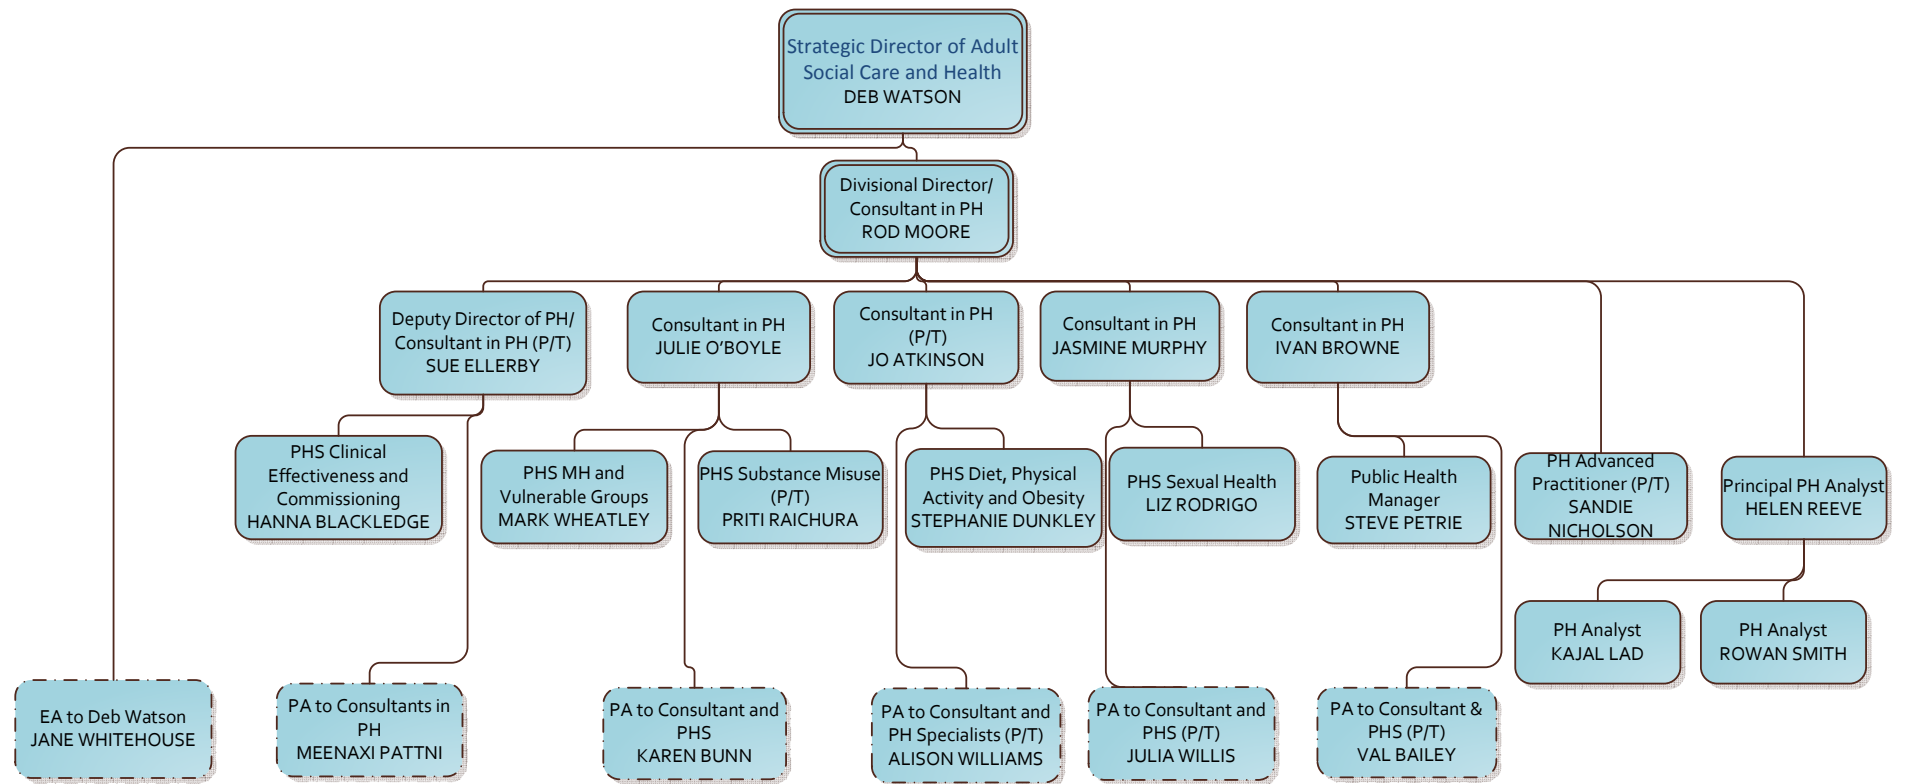 Strategic Director of Adult
Social Care and Health
DEB WATSON
Divisional Director/
Consultant in PH
ROD MOORE
Deputy Director of PH/
Consultant in PH (P/T)
SUE ELLERBY
Consultant in PH
JULIE O’BOYLE
Consultant in PH
(P/T)
JO ATKINSON
Consultant in PH
JASMINE MURPHY
Consultant in PH
IVAN BROWNE
PHS Clinical
Effectiveness and
Commissioning
HANNA BLACKLEDGE
PHS MH and
Vulnerable Groups
MARK WHEATLEY
PHS Substance Misuse
(P/T)
PRITI RAICHURA
PHS Diet, Physical
Activity and Obesity
STEPHANIE DUNKLEY
PHS Sexual Health
LIZ RODRIGO
Public Health
Manager
STEVE PETRIE
PH Advanced
Practitioner (P/T)
SANDIE
NICHOLSON
Principal PH Analyst
HELEN REEVE
PH Analyst
KAJAL LAD
PH Analyst
ROWAN SMITH
EA to Deb Watson
JANE WHITEHOUSE
PA to Consultants in
PH
MEENAXI PATTNI
PA to Consultant and
PHS
KAREN BUNN
PA to Consultant and
PH Specialists (P/T)
ALISON WILLIAMS
PA to Consultant and
PHS (P/T)
JULIA WILLIS
PA to Consultant &
PHS (P/T)
VAL BAILEY